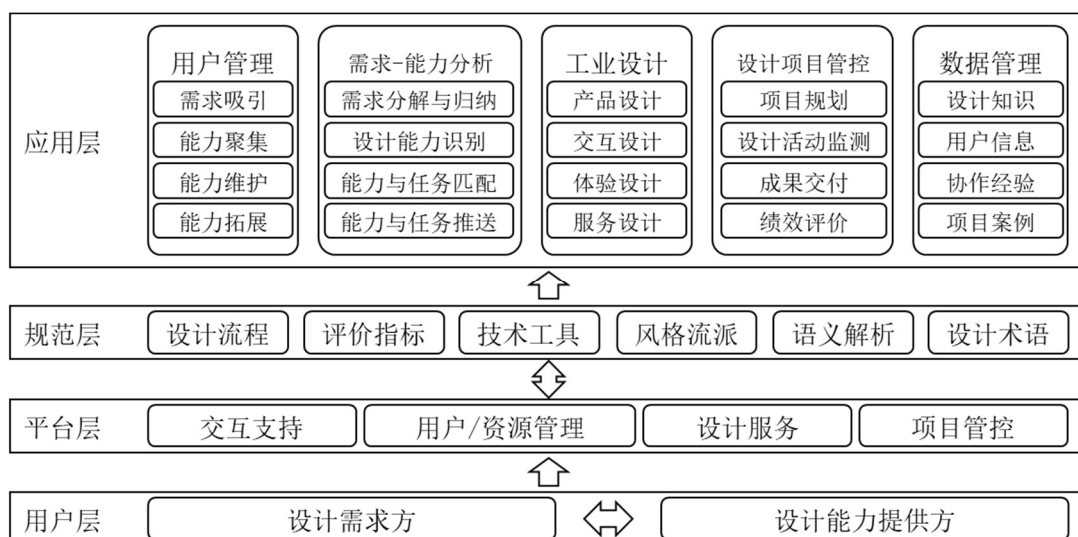 应用层
用户管理
需求吸引
能力聚集
能力维护
能力拓展
需求-能力分析
需求分解与归纳
设计能力识别
能力与任务匹配
能力与任务推送
工业设计
产品设计
交互设计
体验设计
服务设计
设计项目管控
项目规划
设计活动监测
成果交付
绩效评价
数据管理
设计知识
用户信息
协作经验
项目案例
规范层
设计流程
评价指标
技术工具
风格流派
语义解析
设计术语
平台层
交互支持
用户/资源管理
设计服务
项目管控
用户层
设计需求方
设计能力提供方